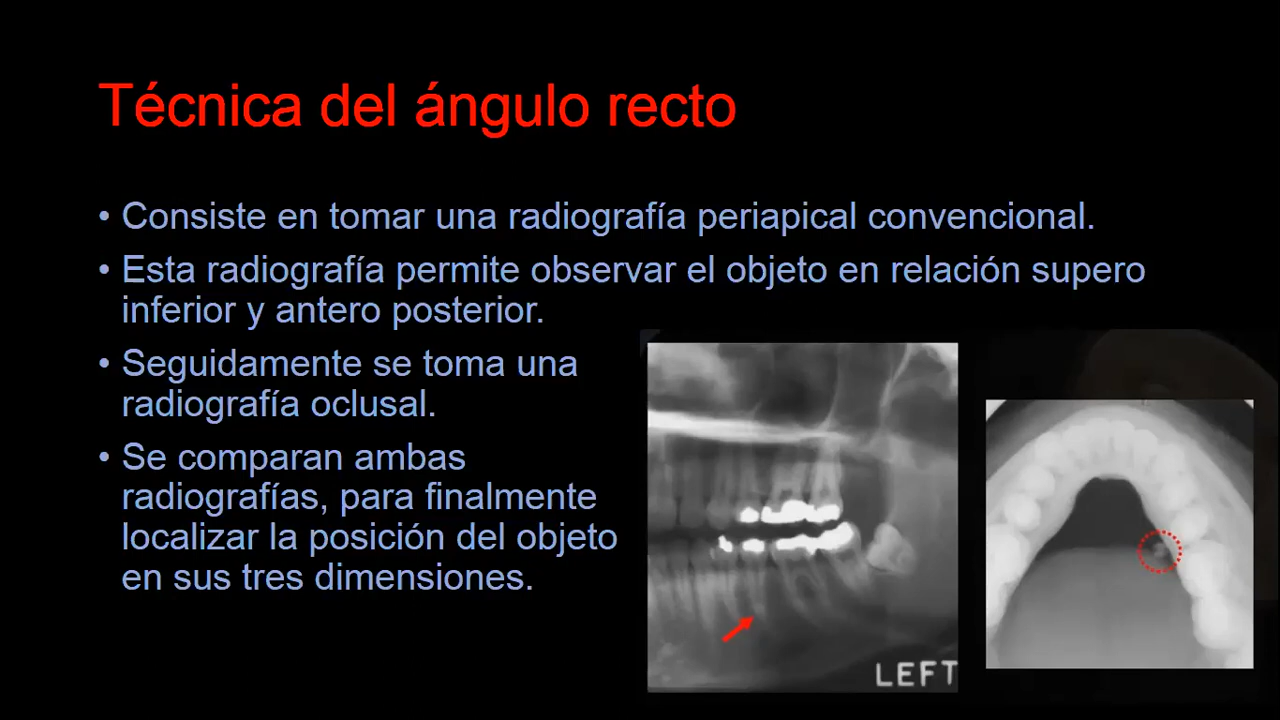 Técnica del ángulo recto
• Consiste en tomar una radiografía periapical convencional.
• Esta radiografía permite observar el objeto en relación supero
inferior y antero posterior.
• Seguidamente se toma una
radiografía oclusal.
• Se comparan ambas
radiografías, para finalmente
localizar la posición del objeto
en sus tres dimensiones.
LEFT